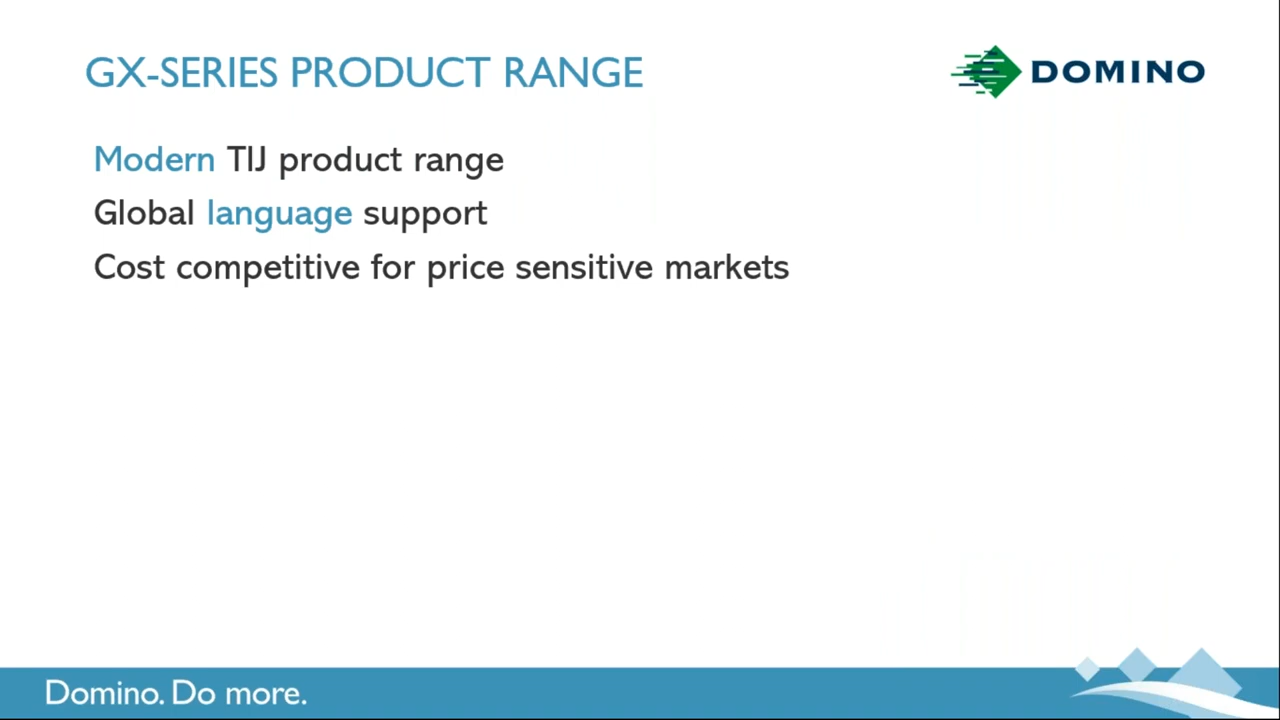 GX-SERIES PRODUCT RANGE
DOMINO
Modern TIJ product range
Global language support
Cost competitive for price sensitive markets
Domino. Do more.